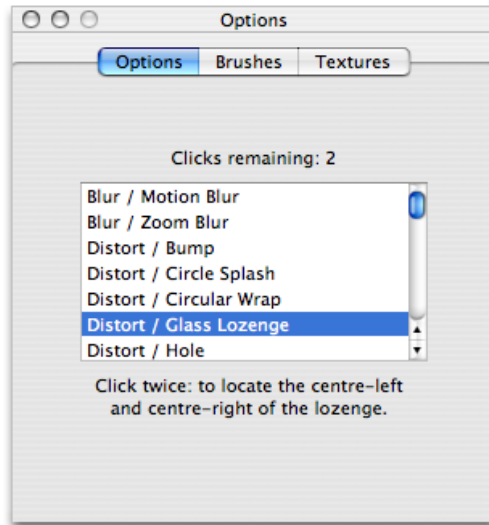 Options
Options Brushes Textures
Clicks remaining: 2
Blur / Motion Blur
Blur / Zoom Blur
Distort / Bump
Distort / Circle Splash
Distort / Circular Wrap
Distort / Glass Lozenge
Distort / Hole
Click twice: to locate the centre-left
and centre-right of the lozenge.